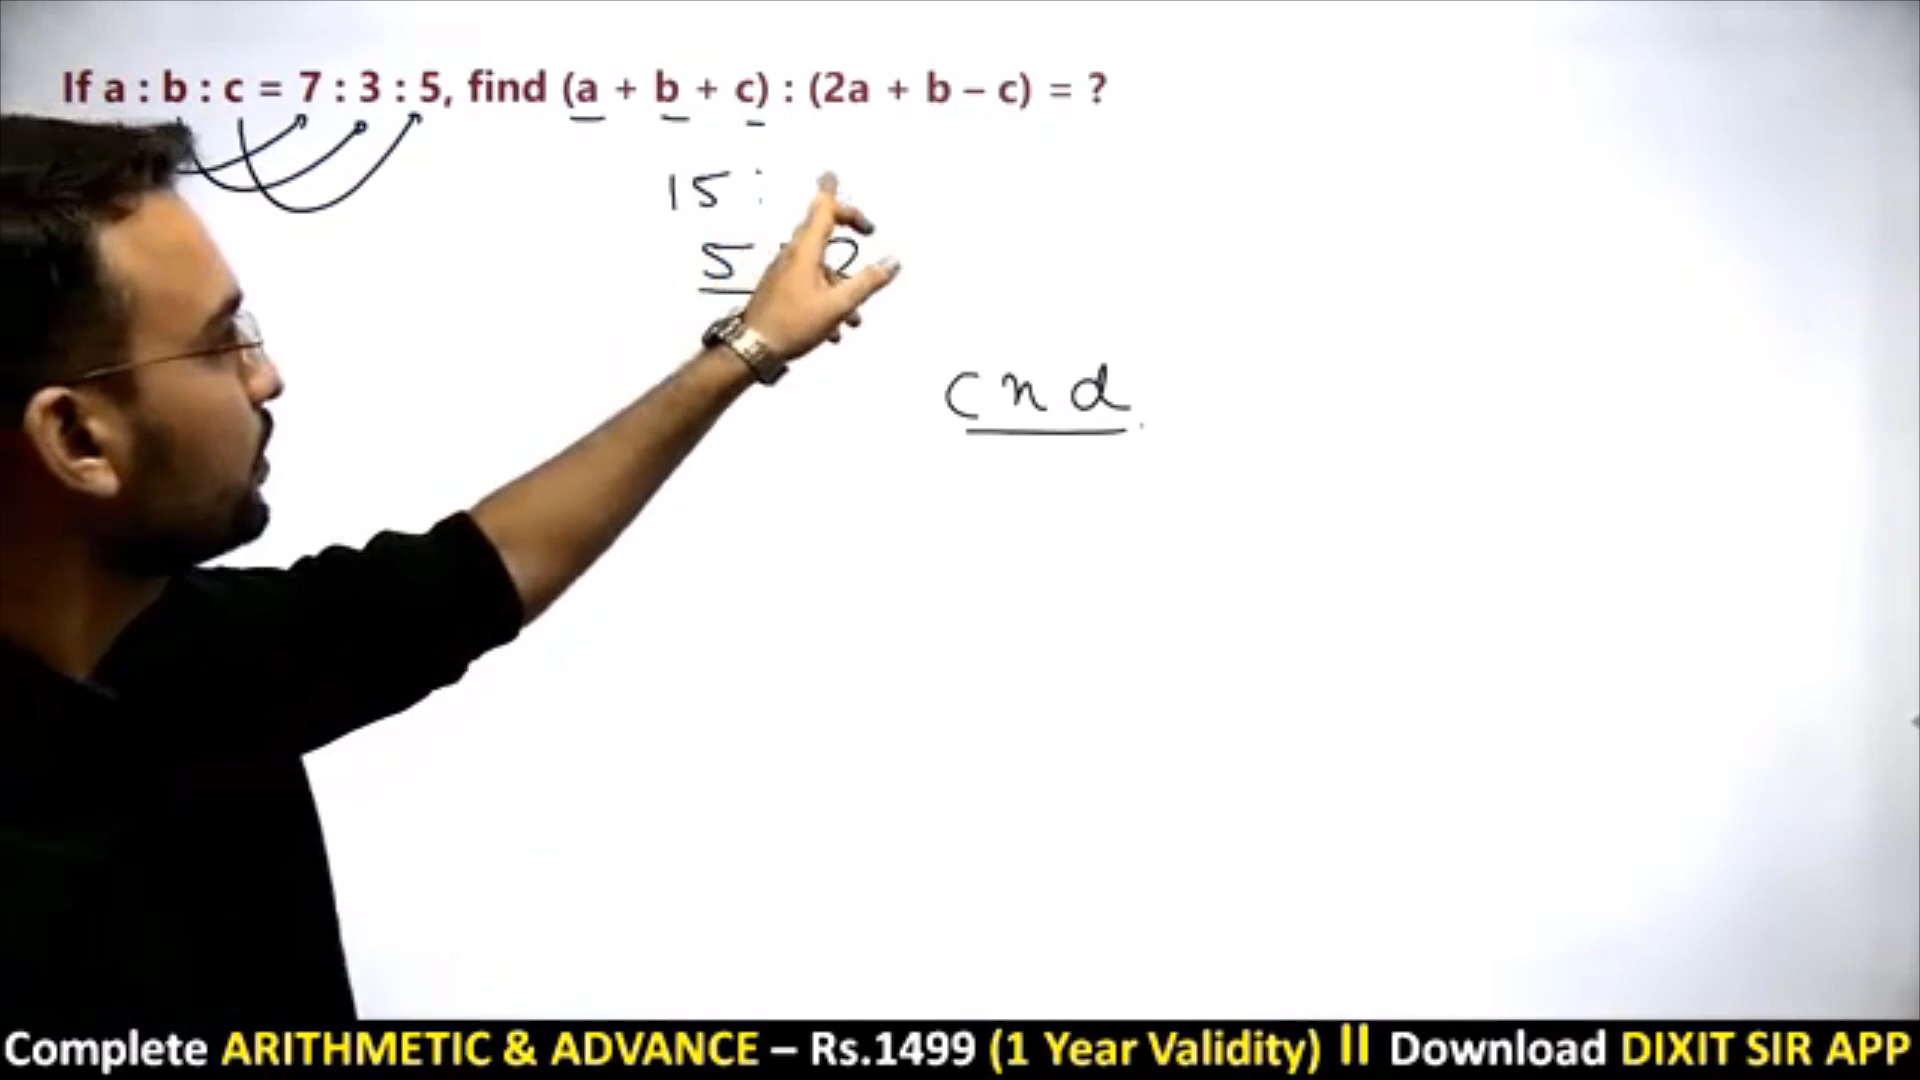 If a : b : c = 7 : 3 : 5, find (a + b + c) : (2a + b – c) = ?
15 :
5 2
c n d
Complete ARITHMETIC & ADVANCE – Rs.1499 (1 Year Validity) || Download DIXIT SIR APP